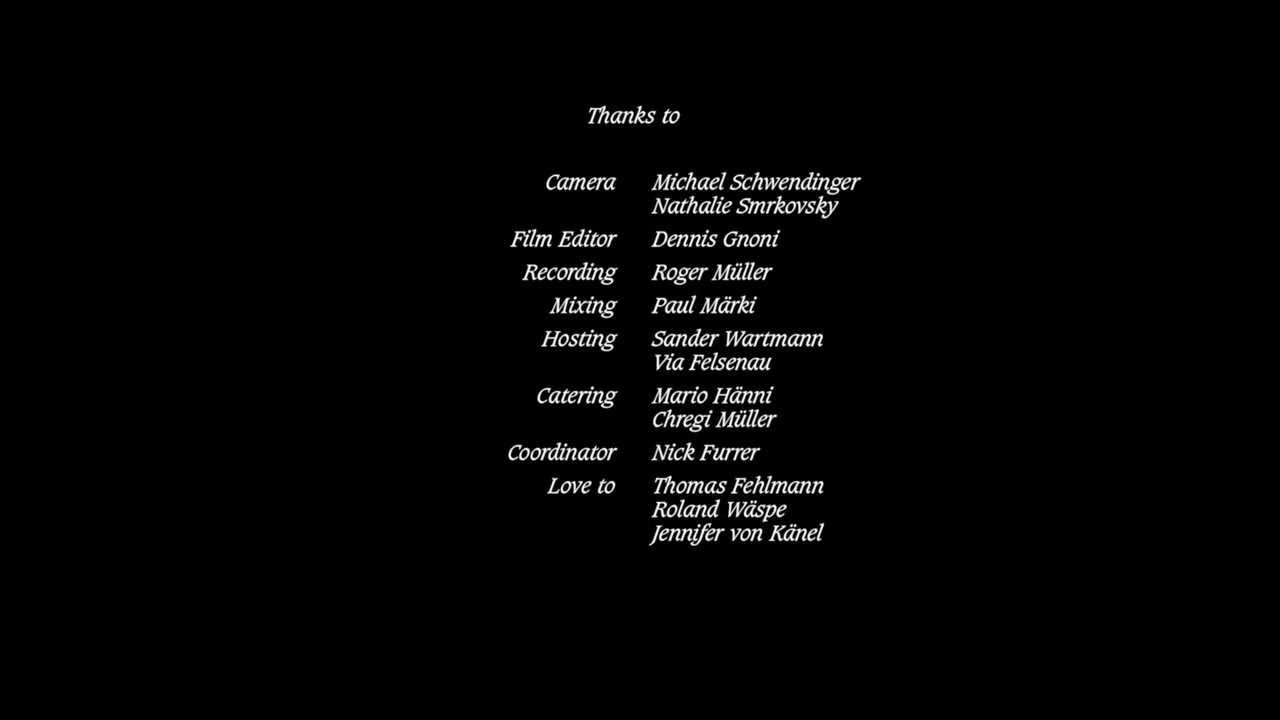 Thanks to
Camera Michael Schwendinger
Nathalie Smrkovsky
Film Editor Dennis Gnoni
Recording Roger Müller
Mixing Paul Märki
Hosting Sander Wartmann
Via Felsenau
Catering Mario Hänni
Chregi Müller
Coordinator Nick Furrer
Love to Thomas Fehlmann
Roland Wäspe
Jennifer von Känel